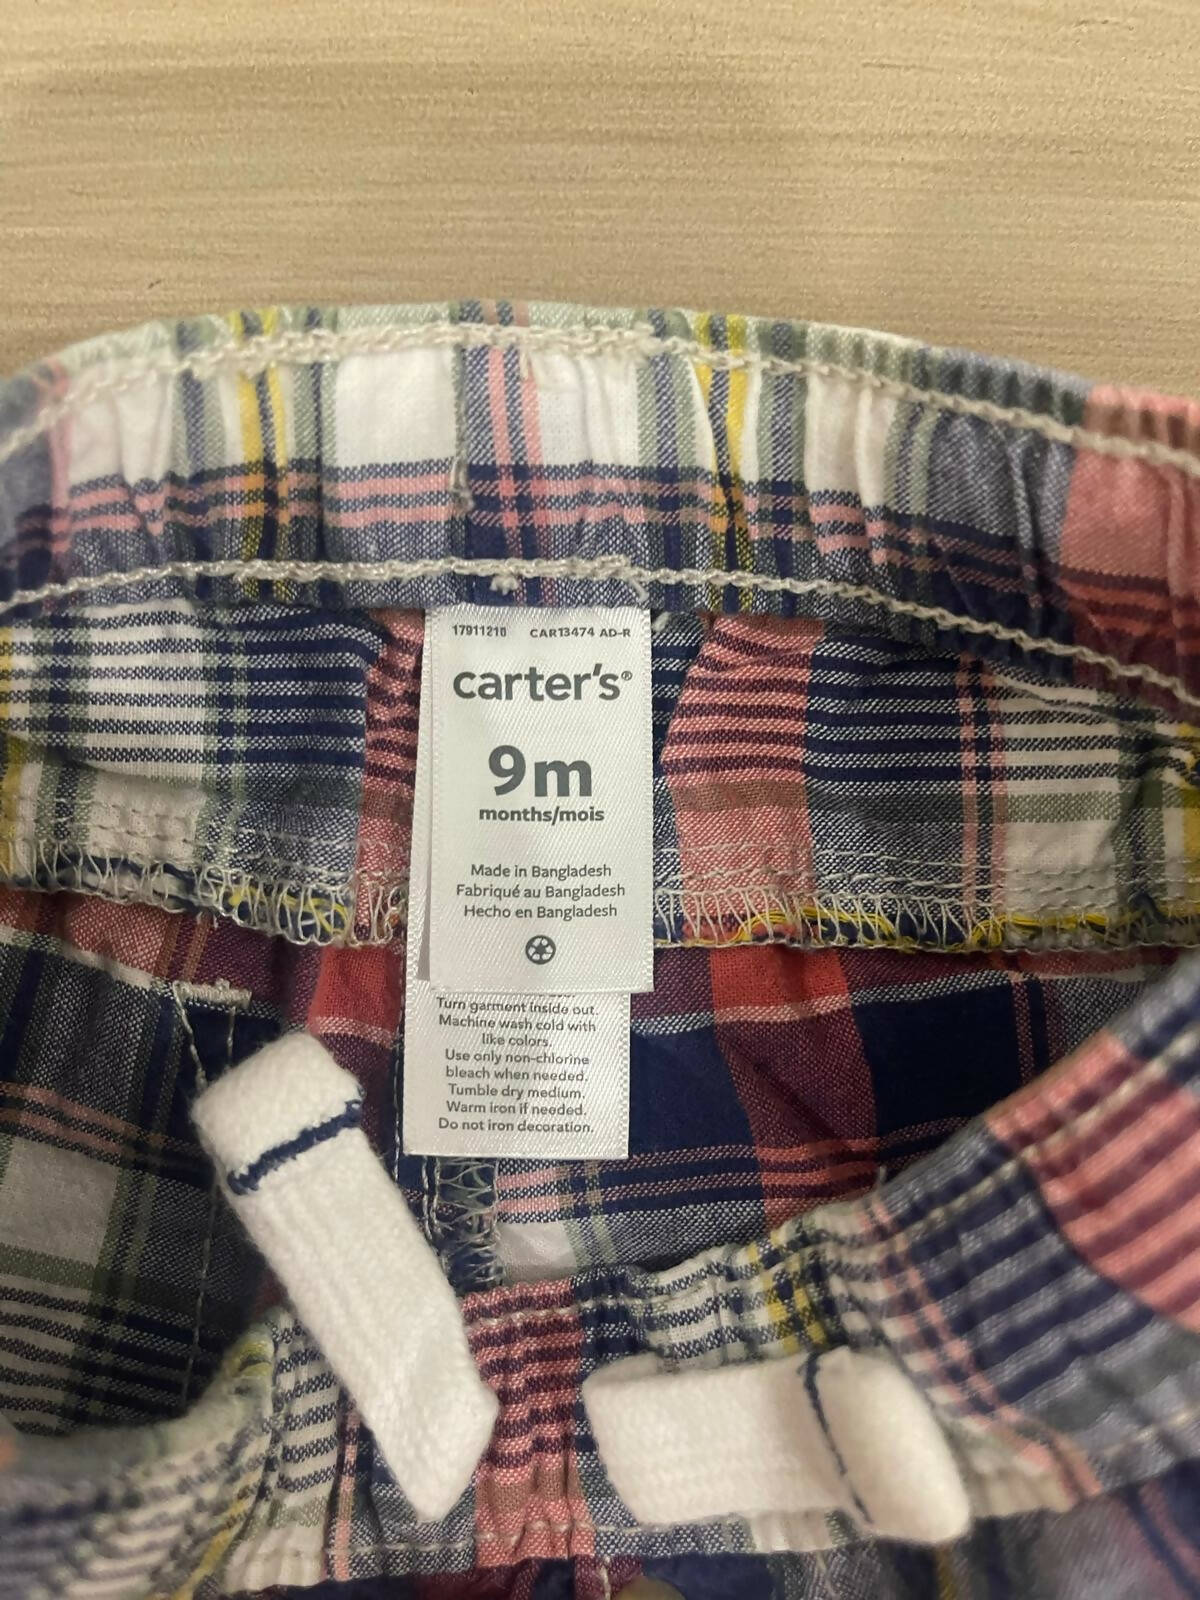 17911210 CAR13474 AD-R
carter's®
9m
months/mois
Made in Bangladesh
Fabriqué au Bangladesh
Hecho en Bangladesh
Turn garment inside out.
Machine wash cold with
like colors.
Use only non-chlorine
bleach when needed.
Tumble dry medium.
Warm iron if needed.
Do not iron decoration.